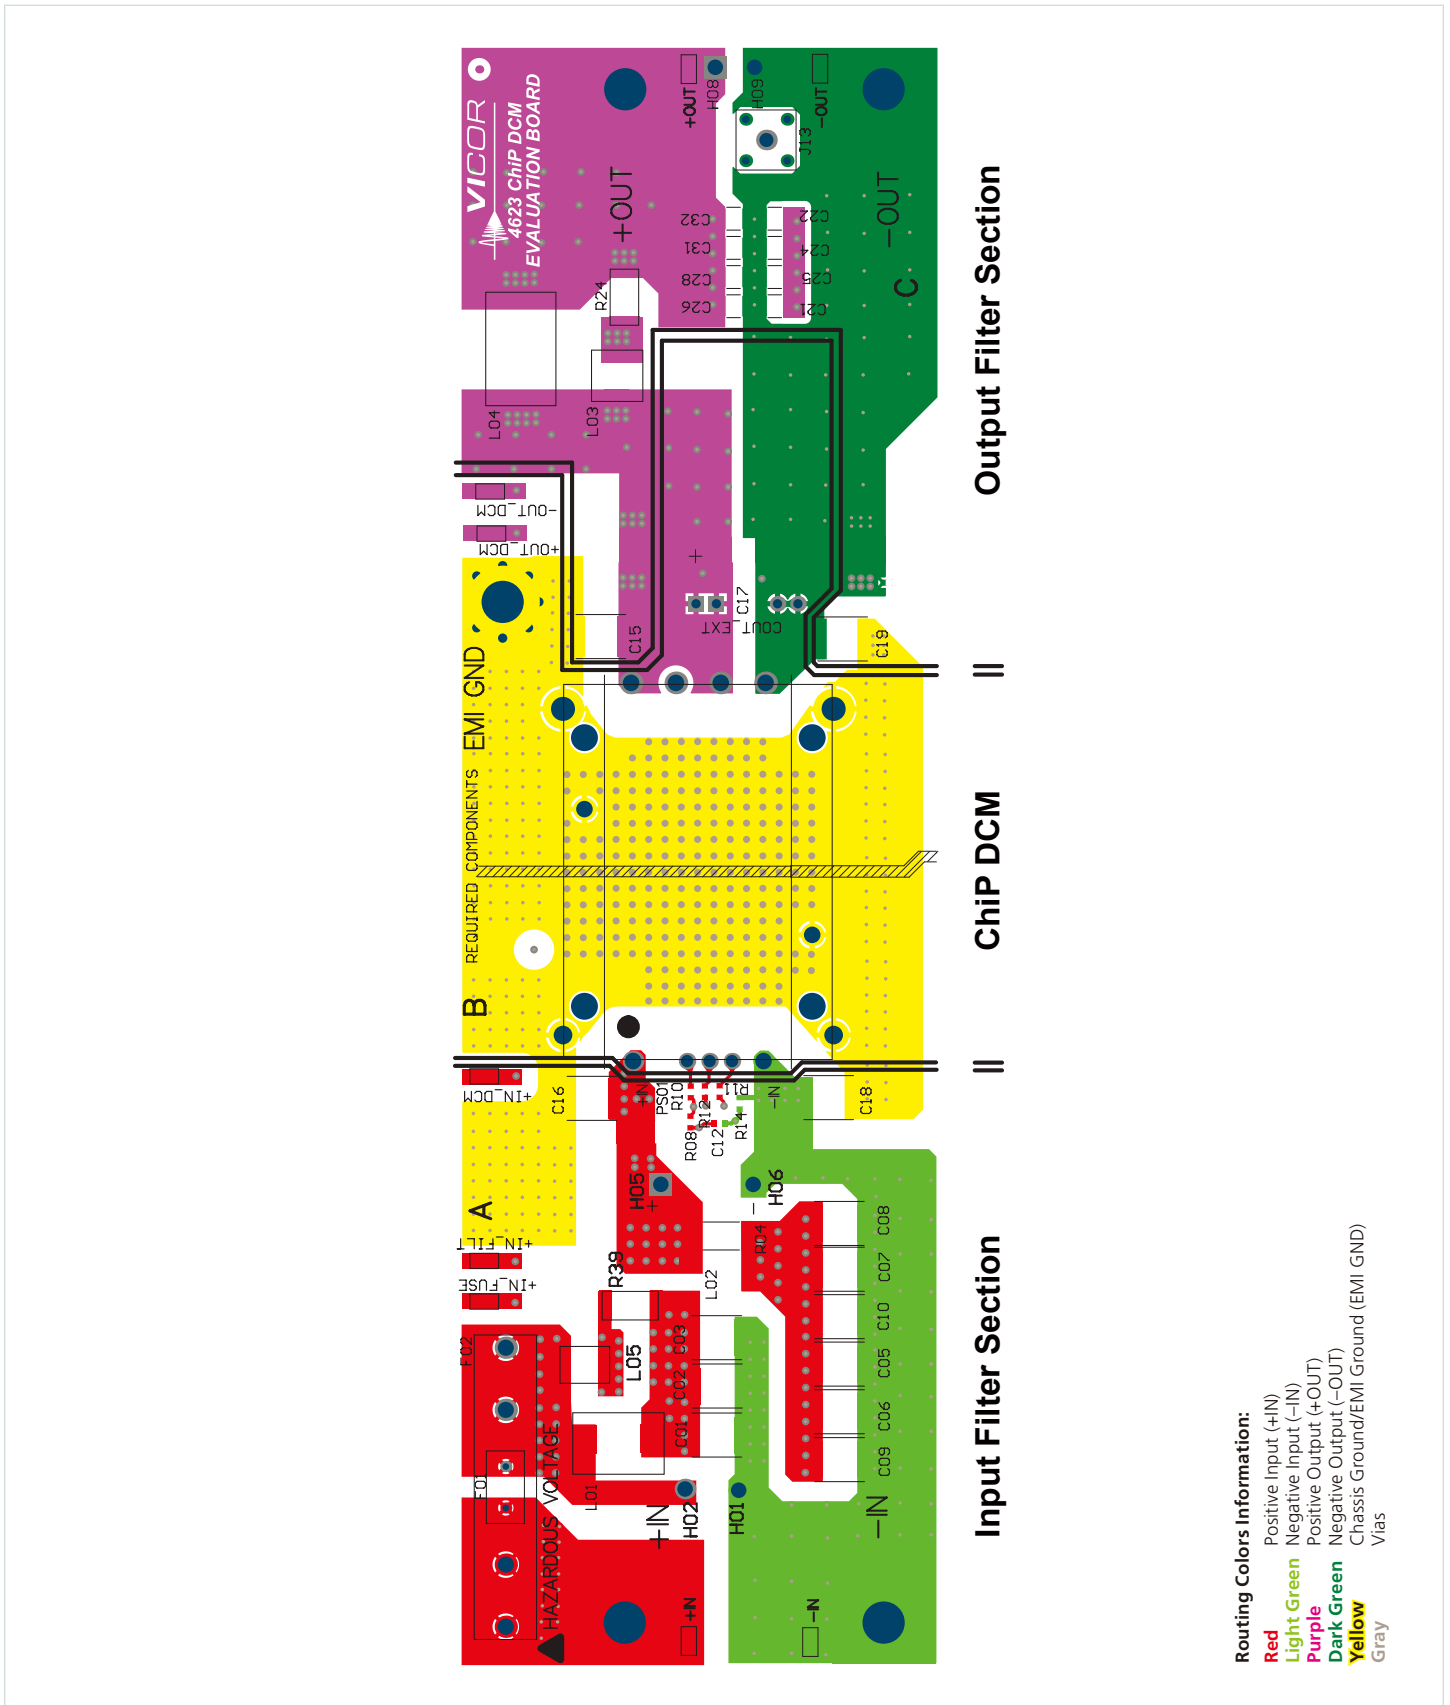 VICOR
4623 ChiP DCM
EVALUATION BOARD
+OUT
H08
H09
-OUT
J13
+OUT
-OUT
C32
C31
C28
C26
C22
C24
C25
C21
C
R24
L04
L03
Output Filter Section
-OUT_DCM
+OUT_DCM
+
C17
COUT_EXT
C15
C19
EMI GND
REQUIRED COMPONENTS
B
ChiP DCM
+IN_DCM
C16
+IN
PS01
R10
R12
R11
-IN
R08
C12
R14
C18
A
H05
+
H06
-
+IN_FILT
+IN_FUSE
R39
L02
RC4
C08
C07
C10
C05
C06
C09
F02
L05
C03
C02
C01
F01
L01
HAZARDOUS VOLTAGE
+IN
H02
H01
-IN
+IN
-IN
Input Filter Section
Routing Colors Information:
Red Positive Input (+IN)
Light Green Negative Input (–IN)
Purple Positive Output (+OUT)
Dark Green Negative Output (–OUT)
Yellow Chassis Ground/EMI Ground (EMI GND)
Gray Vias